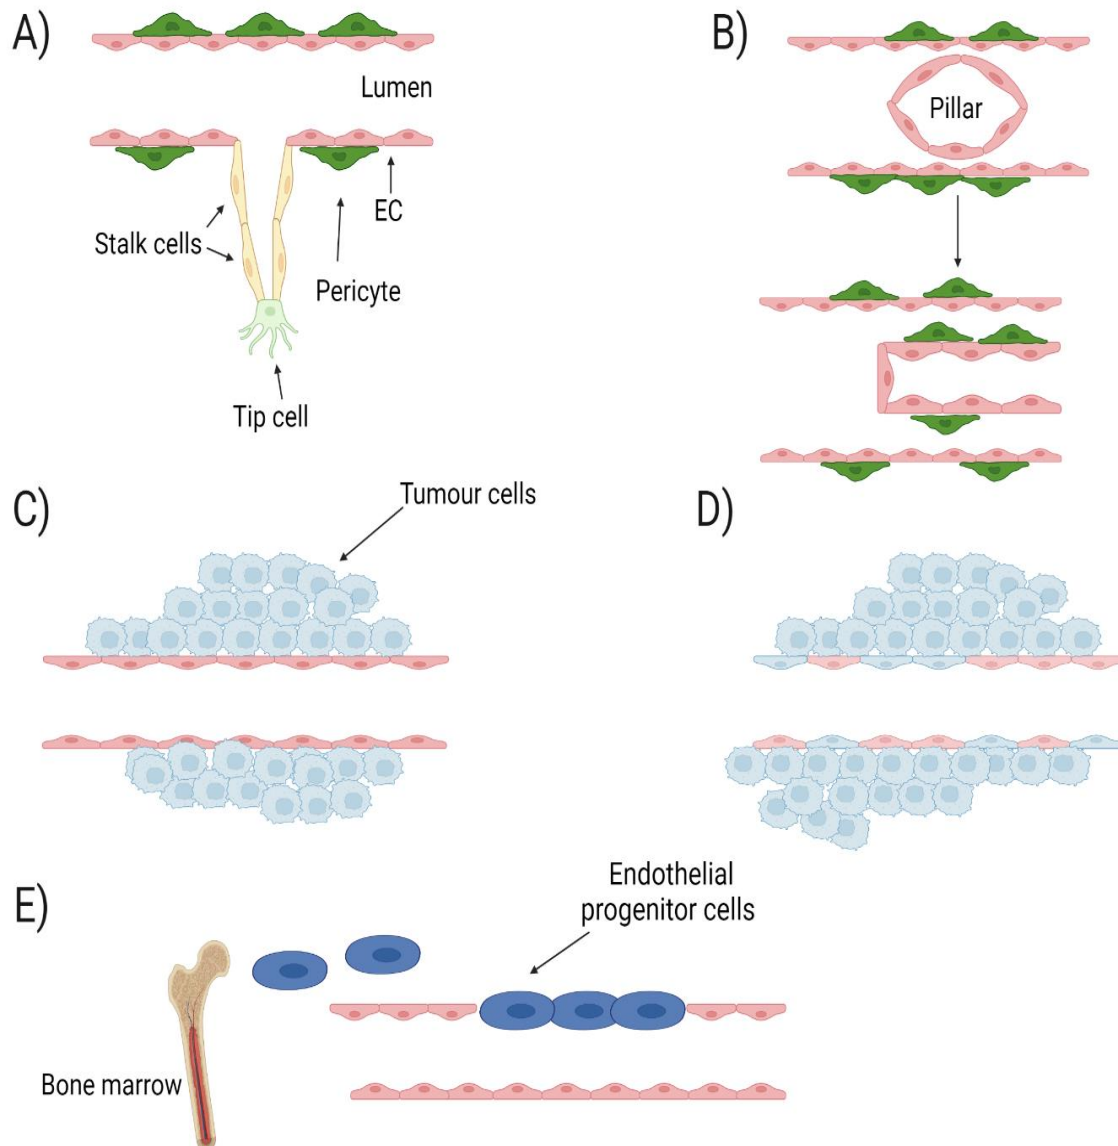 A)
Lumen
EC
Stalk cells
Pericyte
Tip cell
B)
Pillar
C)
Tumour cells
D)
E)
Endothelial
progenitor cells
Bone marrow